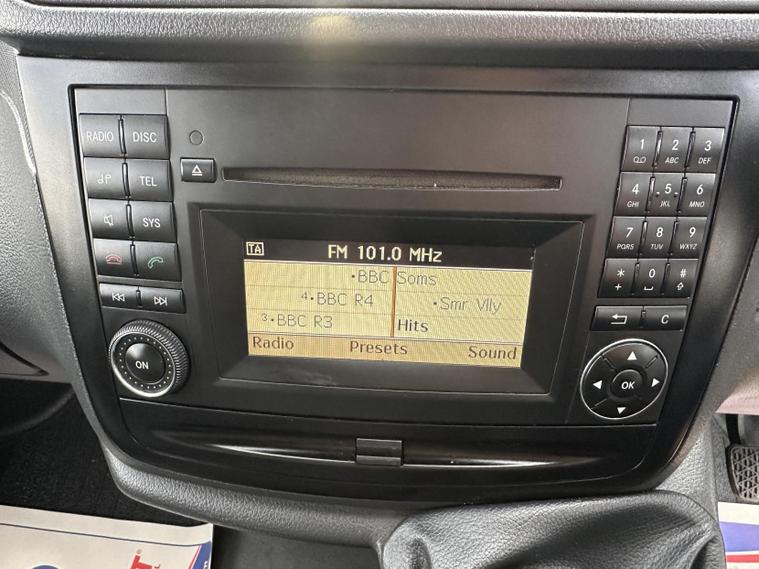 RADIO DISC
TEL
SYS
TA
FM 101.0 MHz
•BBC Soms
4•BBC R4
•Smr Vlly
3•BBC R3
Hits
Radio Presets Sound
ON
1 2 3
ABC DEF
4 5 6
GHI JKL MNO
7 8 9
PQRS TUV WXYZ
* 0 #
+
C
OK